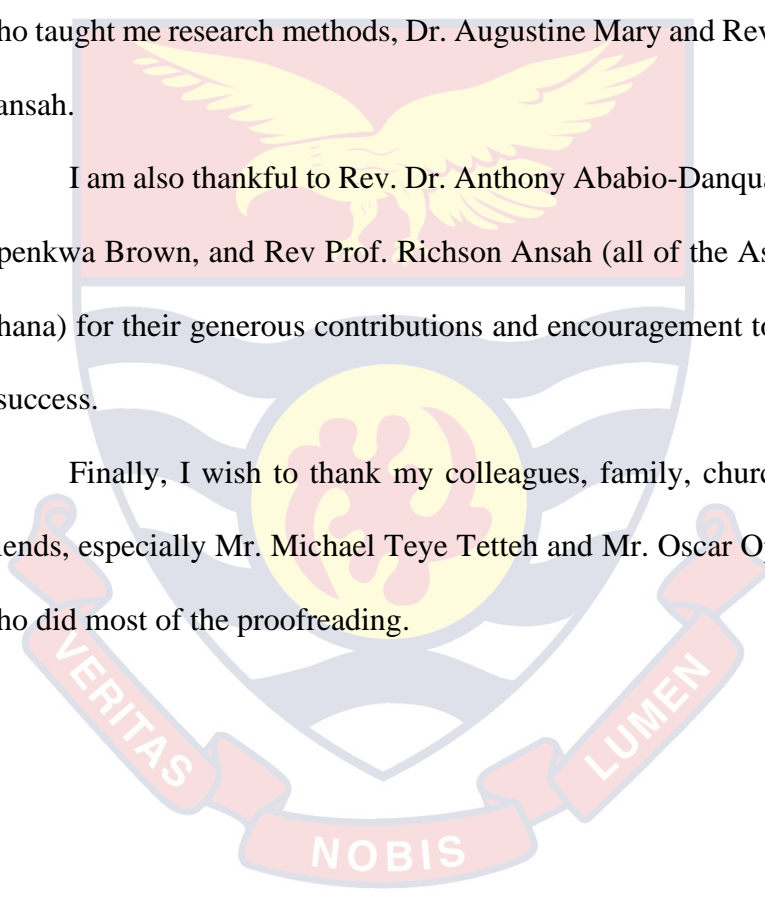 ho taught me research methods, Dr. Augustine Mary and Rev
ansah.
I am also thankful to Rev. Dr. Anthony Ababio-Danqua
penkwa Brown, and Rev Prof. Richson Ansah (all of the As
hana) for their generous contributions and encouragement to
success.
Finally, I wish to thank my colleagues, family, churc
iends, especially Mr. Michael Teye Tetteh and Mr. Oscar Op
ho did most of the proofreading.
VERITAS
NOBIS
LUMEN